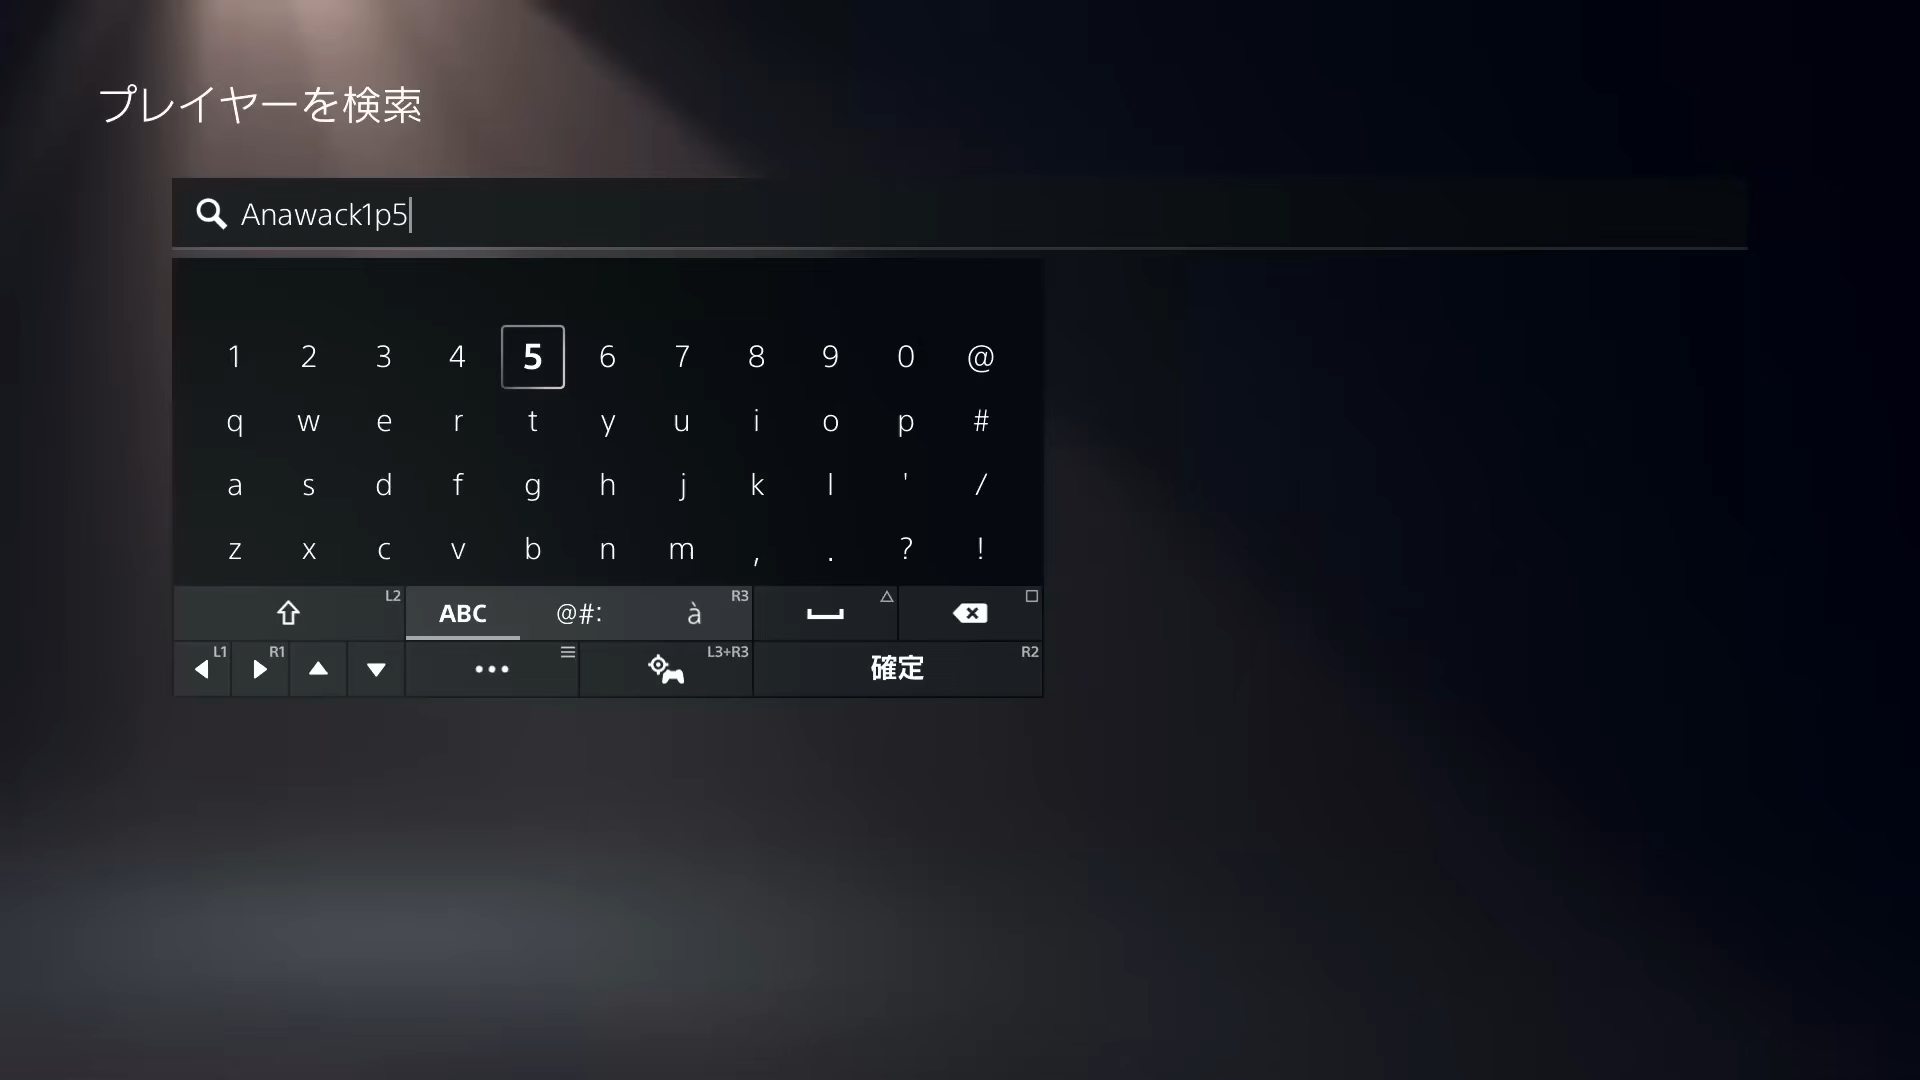 プレイヤーを検索
Anawack1p5
1 2 3 4 5 6 7 8 9 0 @
q w e r t y u i o p #
a s d f g h j k l ' /
z x c v b n m , . ? !
L2 ABC @#: à R3
L1 R1 ... L3+R3 確定 R2